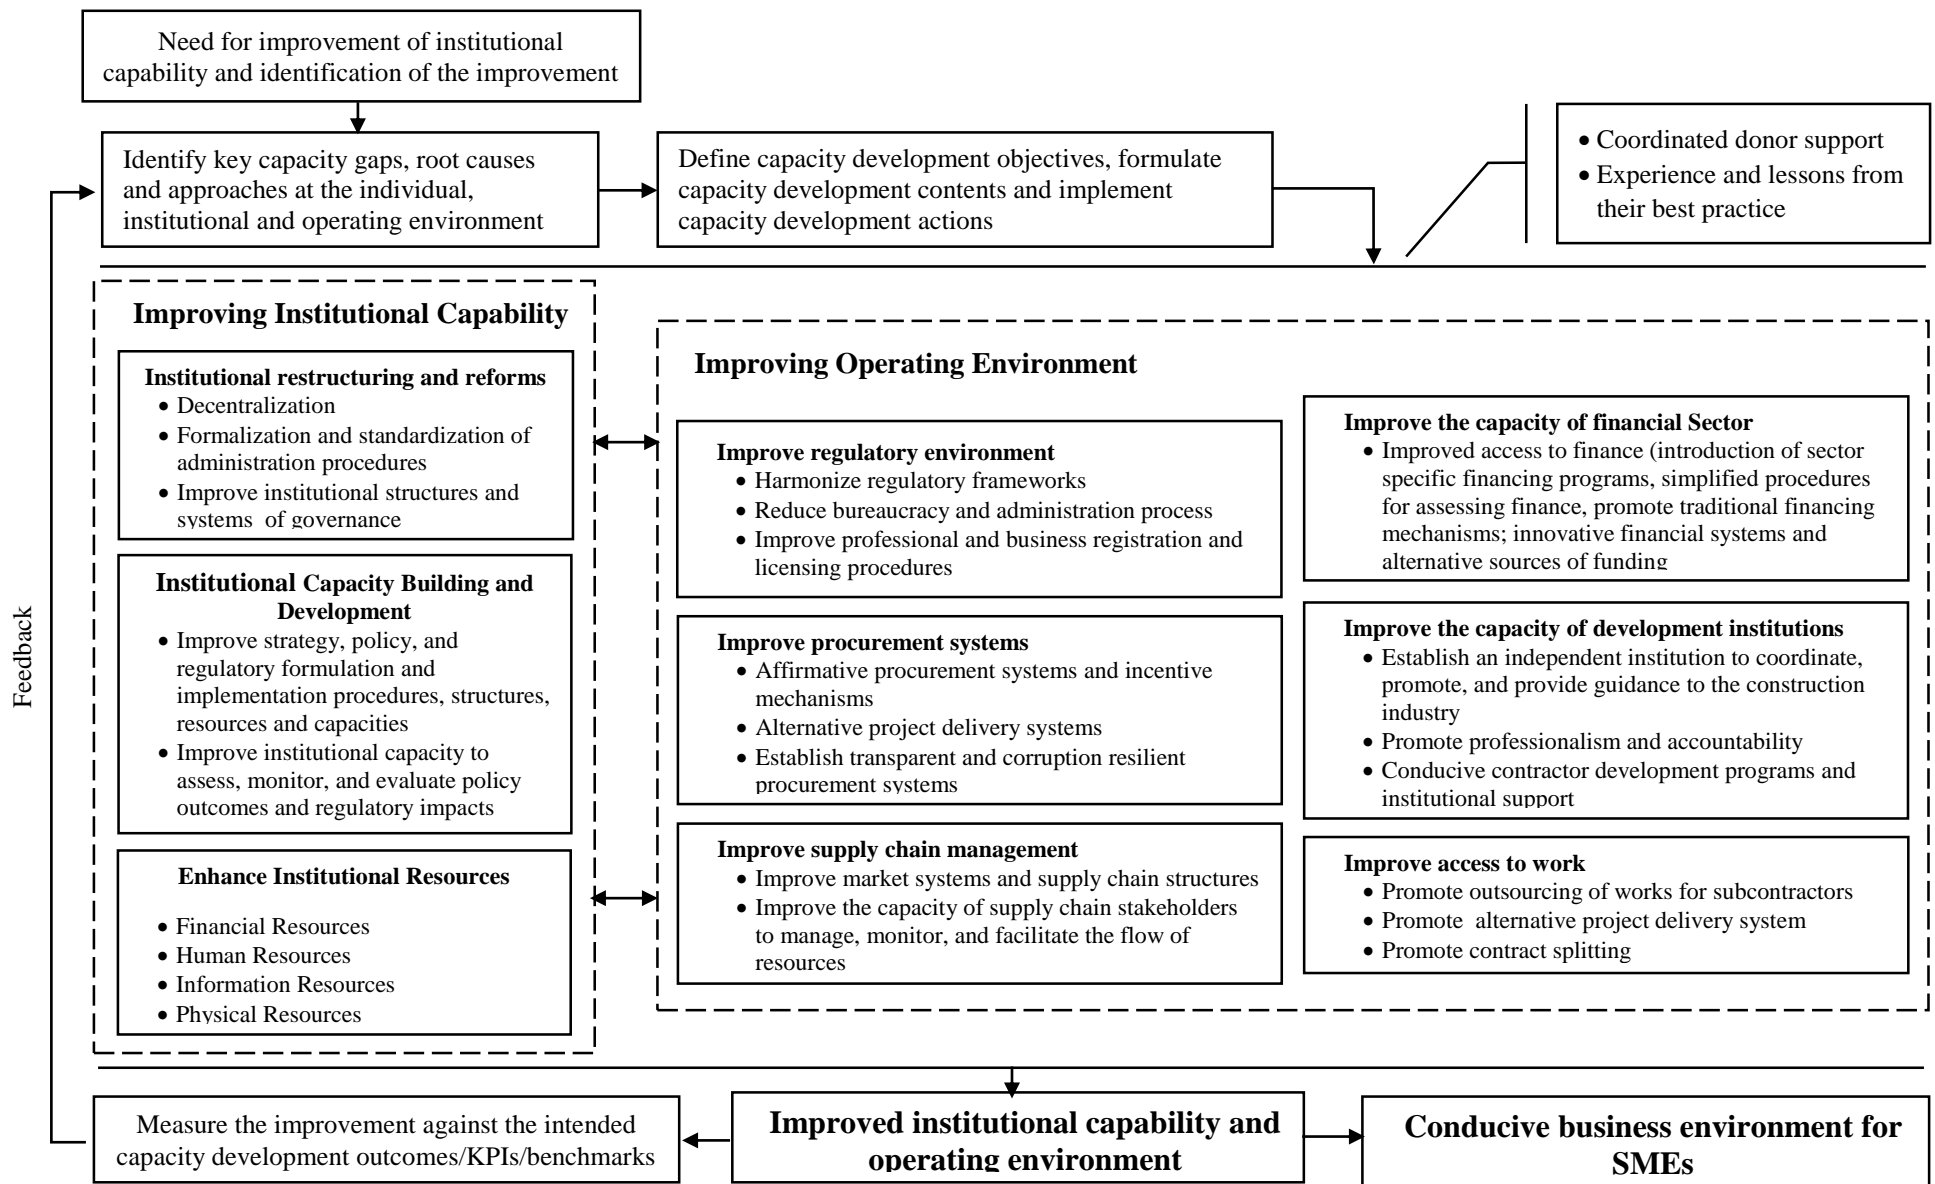 Need for improvement of institutional
capability and identification of the improvement
Identify key capacity gaps, root causes
and approaches at the individual,
institutional and operating environment
Define capacity development objectives, formulate
capacity development contents and implement
capacity development actions
• Coordinated donor support
• Experience and lessons from
their best practice
Feedback
Improving Institutional Capability
Institutional restructuring and reforms
• Decentralization
• Formalization and standardization of
administration procedures
• Improve institutional structures and
systems of governance
Institutional Capacity Building and
Development
• Improve strategy, policy, and
regulatory formulation and
implementation procedures, structures,
resources and capacities
• Improve institutional capacity to
assess, monitor, and evaluate policy
outcomes and regulatory impacts
Enhance Institutional Resources
• Financial Resources
• Human Resources
• Information Resources
• Physical Resources
Improving Operating Environment
Improve regulatory environment
• Harmonize regulatory frameworks
• Reduce bureaucracy and administration process
• Improve professional and business registration and
licensing procedures
Improve procurement systems
• Affirmative procurement systems and incentive
mechanisms
• Alternative project delivery systems
• Establish transparent and corruption resilient
procurement systems
Improve supply chain management
• Improve market systems and supply chain structures
• Improve the capacity of supply chain stakeholders
to manage, monitor, and facilitate the flow of
resources
Improve the capacity of financial Sector
• Improved access to finance (introduction of sector
specific financing programs, simplified procedures
for assessing finance, promote traditional financing
mechanisms; innovative financial systems and
alternative sources of funding
Improve the capacity of development institutions
• Establish an independent institution to coordinate,
promote, and provide guidance to the construction
industry
• Promote professionalism and accountability
• Conducive contractor development programs and
institutional support
Improve access to work
• Promote outsourcing of works for subcontractors
• Promote alternative project delivery system
• Promote contract splitting
Measure the improvement against the intended
capacity development outcomes/KPIs/benchmarks
Improved institutional capability and
operating environment
Conducive business environment for
SMEs